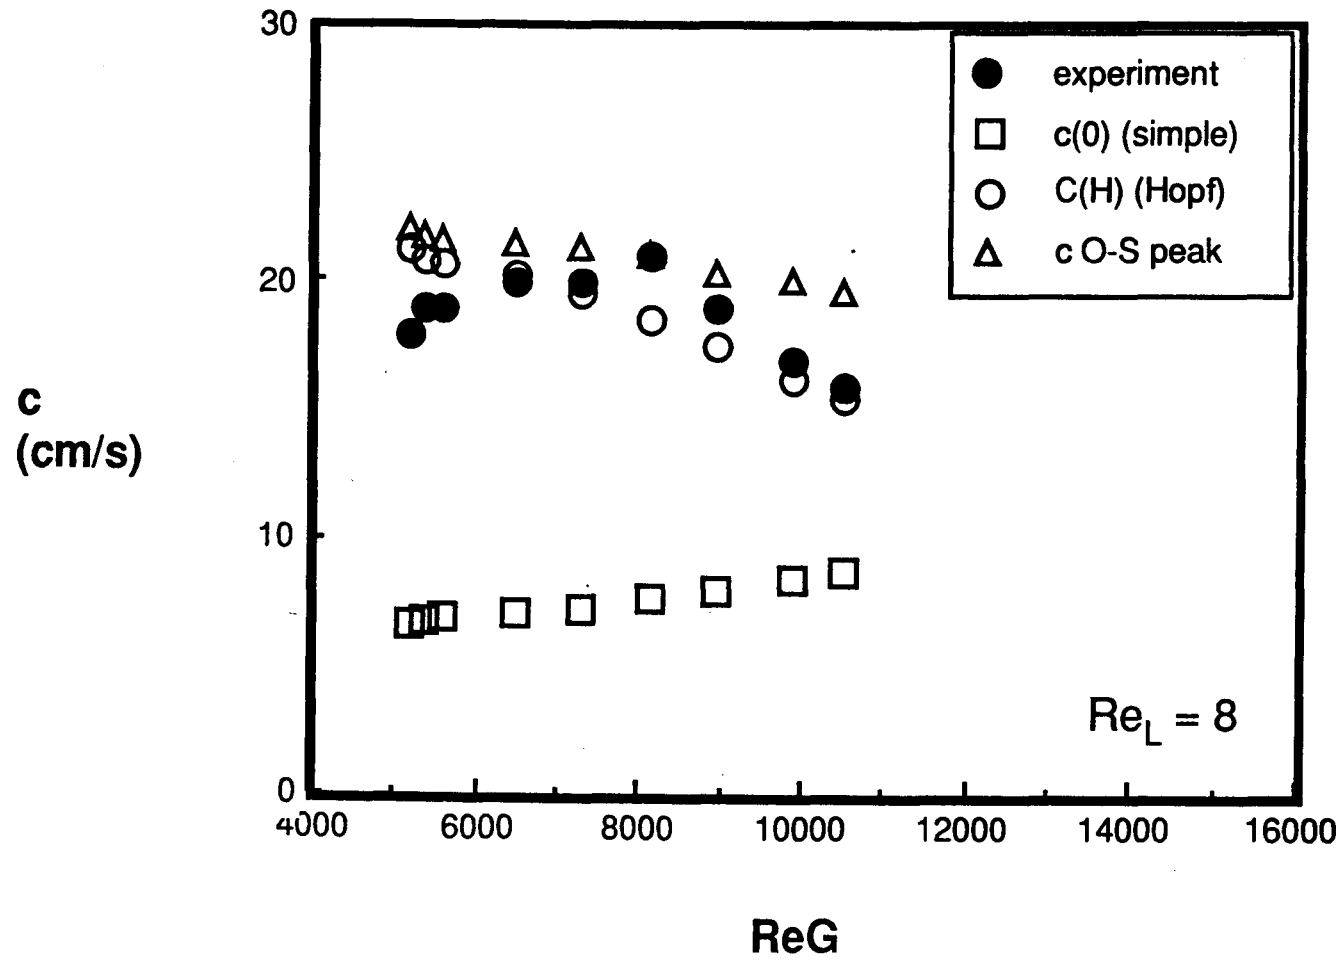 30
experiment
c(0) (simple)
C(H) (Hopf)
c O-S peak
20
c
(cm/s)
10
Re_L = 8
0
4000 6000 8000 10000 12000 14000 16000
ReG